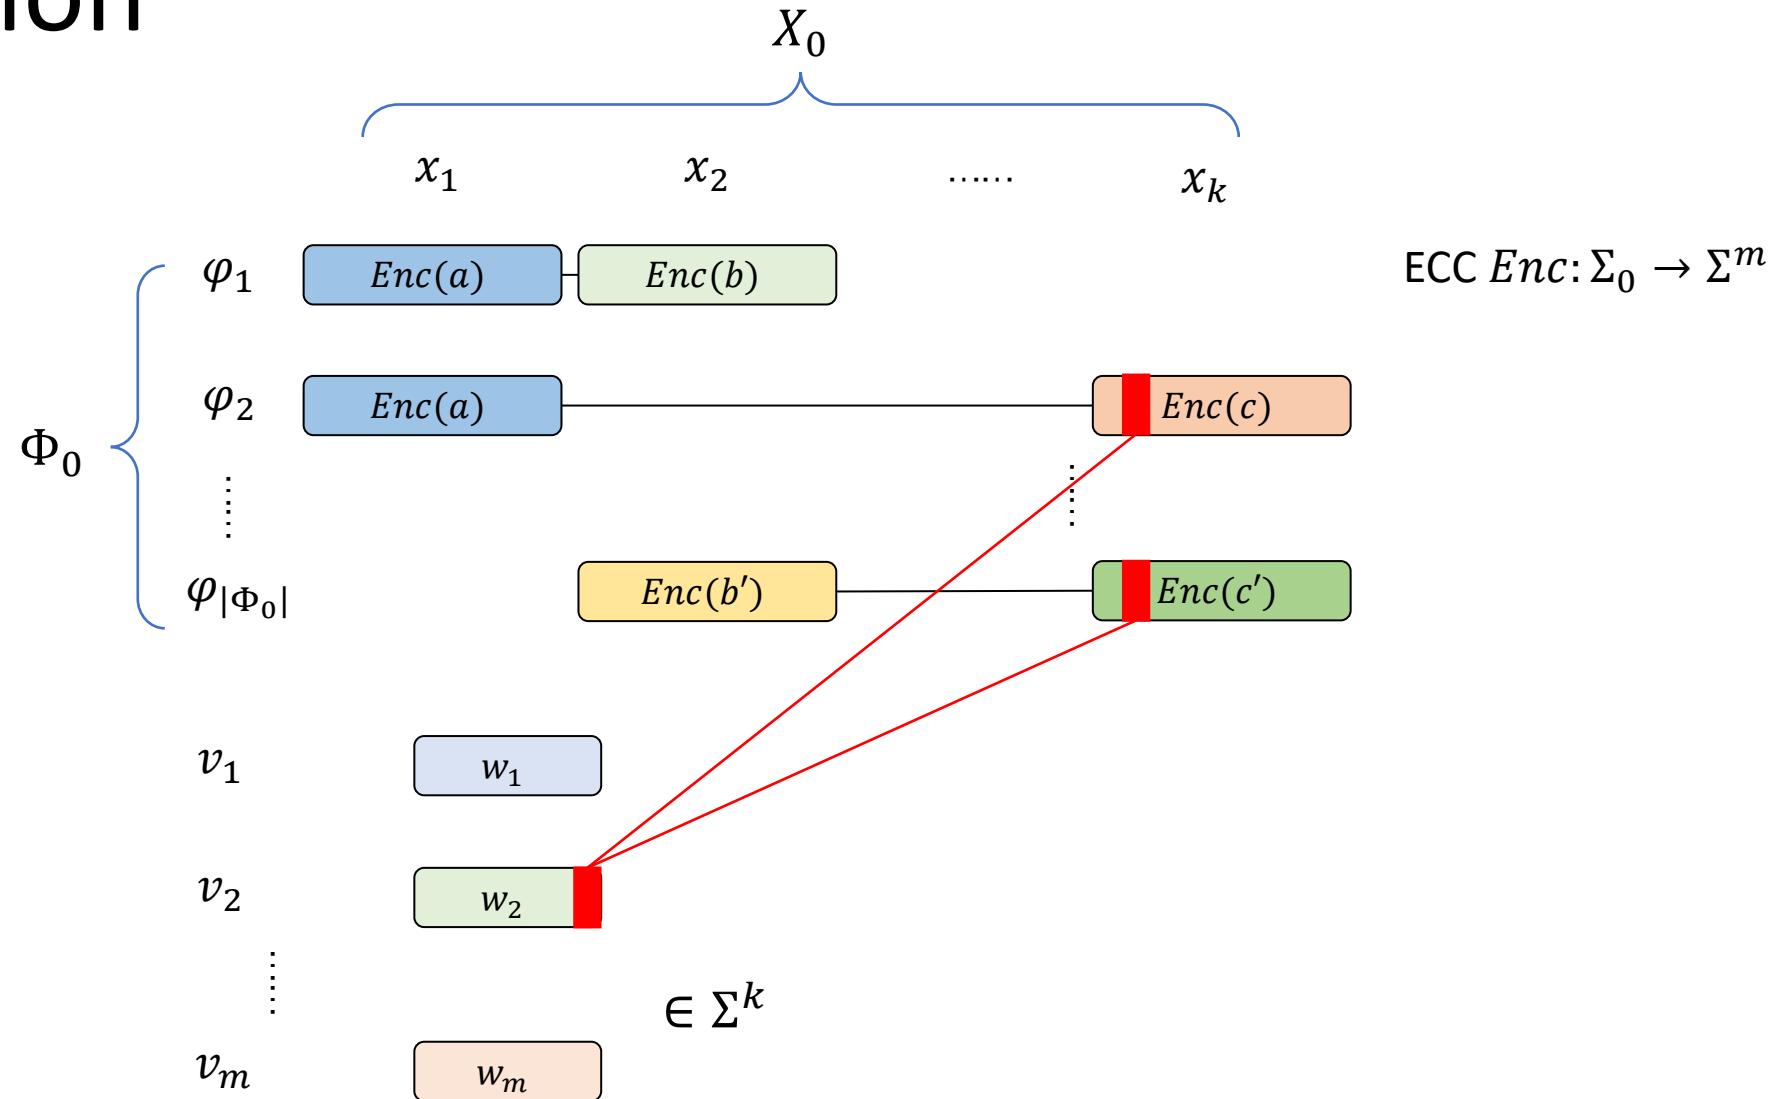 X₀
x₁ x₂ …… xₖ
φ₁ Enc(a) Enc(b) ECC Enc: Σ₀ → Σᵐ
φ₂ Enc(a) Enc(c)
Φ₀
φ_|Φ₀| Enc(b′) Enc(c′)
v₁ w₁
v₂ w₂
∈ Σᵏ
vₘ wₘ